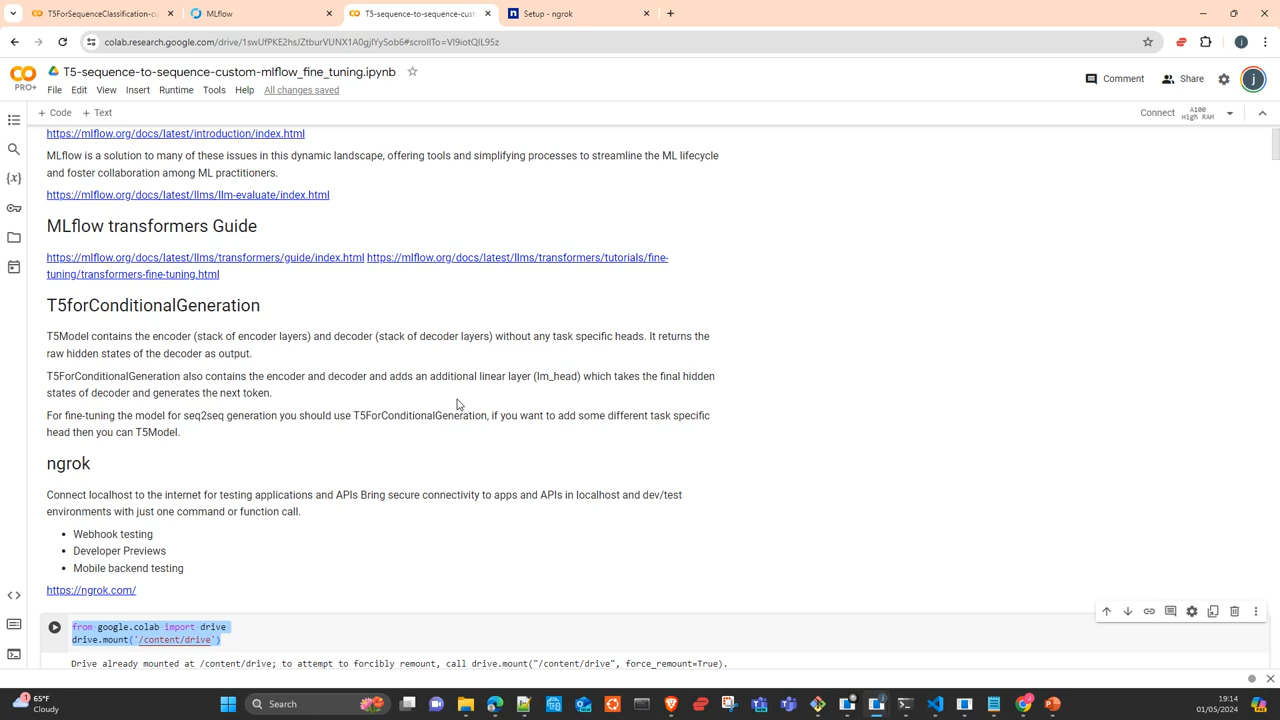 T5ForSequenceClassification-cu
MLflow
T5-sequence-to-sequence-cust
Setup - ngrok
colab.research.google.com/drive/1swUfPKE2hsJZtburVUNX1A0gjIYySob6#scrollTo=VI9iotQIL95z
T5-sequence-to-sequence-custom-mlflow_fine_tuning.ipynb
PRO+
File Edit View Insert Runtime Tools Help All changes saved
Comment Share j
+ Code + Text
Connect A100 High RAM
https://mlflow.org/docs/latest/introduction/index.html
MLflow is a solution to many of these issues in this dynamic landscape, offering tools and simplifying processes to streamline the ML lifecycle
and foster collaboration among ML practitioners.
https://mlflow.org/docs/latest/llms/llm-evaluate/index.html
MLflow transformers Guide
https://mlflow.org/docs/latest/llms/transformers/guide/index.html https://mlflow.org/docs/latest/llms/transformers/tutorials/fine-
tuning/transformers-fine-tuning.html
T5forConditionalGeneration
T5Model contains the encoder (stack of encoder layers) and decoder (stack of decoder layers) without any task specific heads. It returns the
raw hidden states of the decoder as output.
T5ForConditionalGeneration also contains the encoder and decoder and adds an additional linear layer (lm_head) which takes the final hidden
states of decoder and generates the next token.
For fine-tuning the model for seq2seq generation you should use T5ForConditionalGeneration, if you want to add some different task specific
head then you can T5Model.
ngrok
Connect localhost to the internet for testing applications and APIs Bring secure connectivity to apps and APIs in localhost and dev/test
environments with just one command or function call.
• Webhook testing
• Developer Previews
• Mobile backend testing
https://ngrok.com/
from google.colab import drive
drive.mount('/content/drive')
Drive already mounted at /content/drive; to attempt to forcibly remount, call drive.mount("/content/drive", force_remount=True).
65°F
Cloudy
Search
19:14
01/05/2024